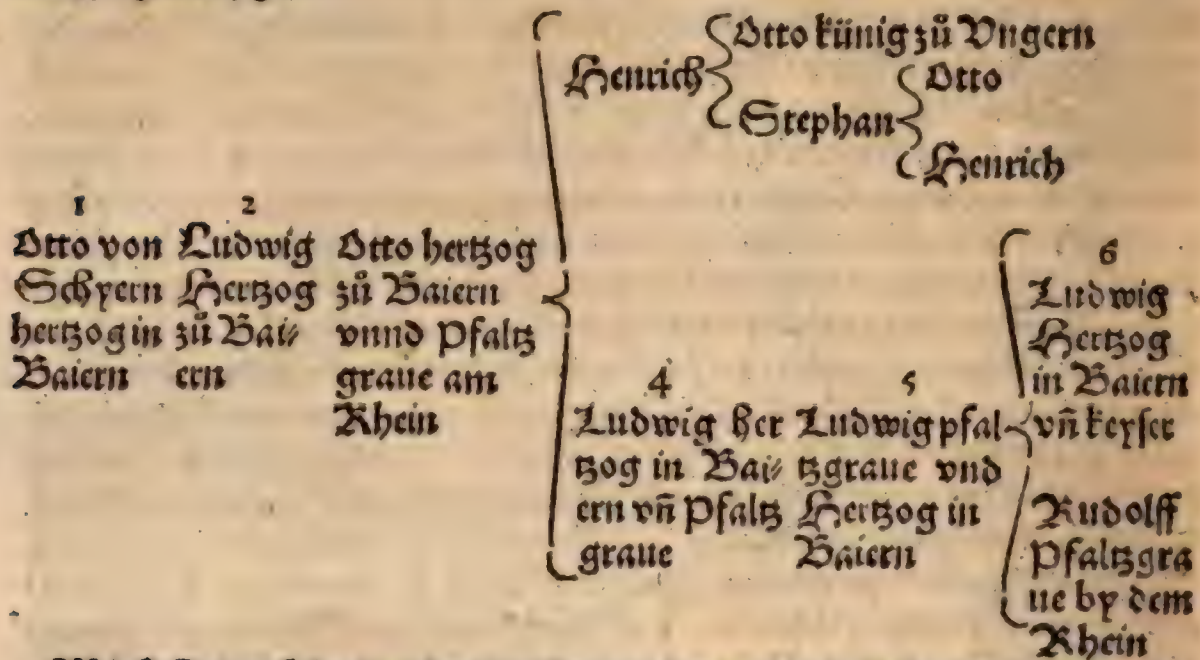 Otto künig zů Vngern
Henrich
Otto
Stephan
Henrich
1
Otto von
Schyern
hertzog in
Baiern
2
Ludwig
Hertzog
zů Bai⸗
ern
Otto hertzog
zů Baiern
vnnd Pfaltz
graue am
Rhein
4
Ludwig her
tzog in Bai⸗
ern vñ Pfaltz
graue
5
Ludwig pfal
tzgraue vnd
Hertzog in
Baiern
6
Ludwig
Hertzog
in Baiern
vñ keyser
Rudolff
Pfaltzgra
ue by dem
Rhein